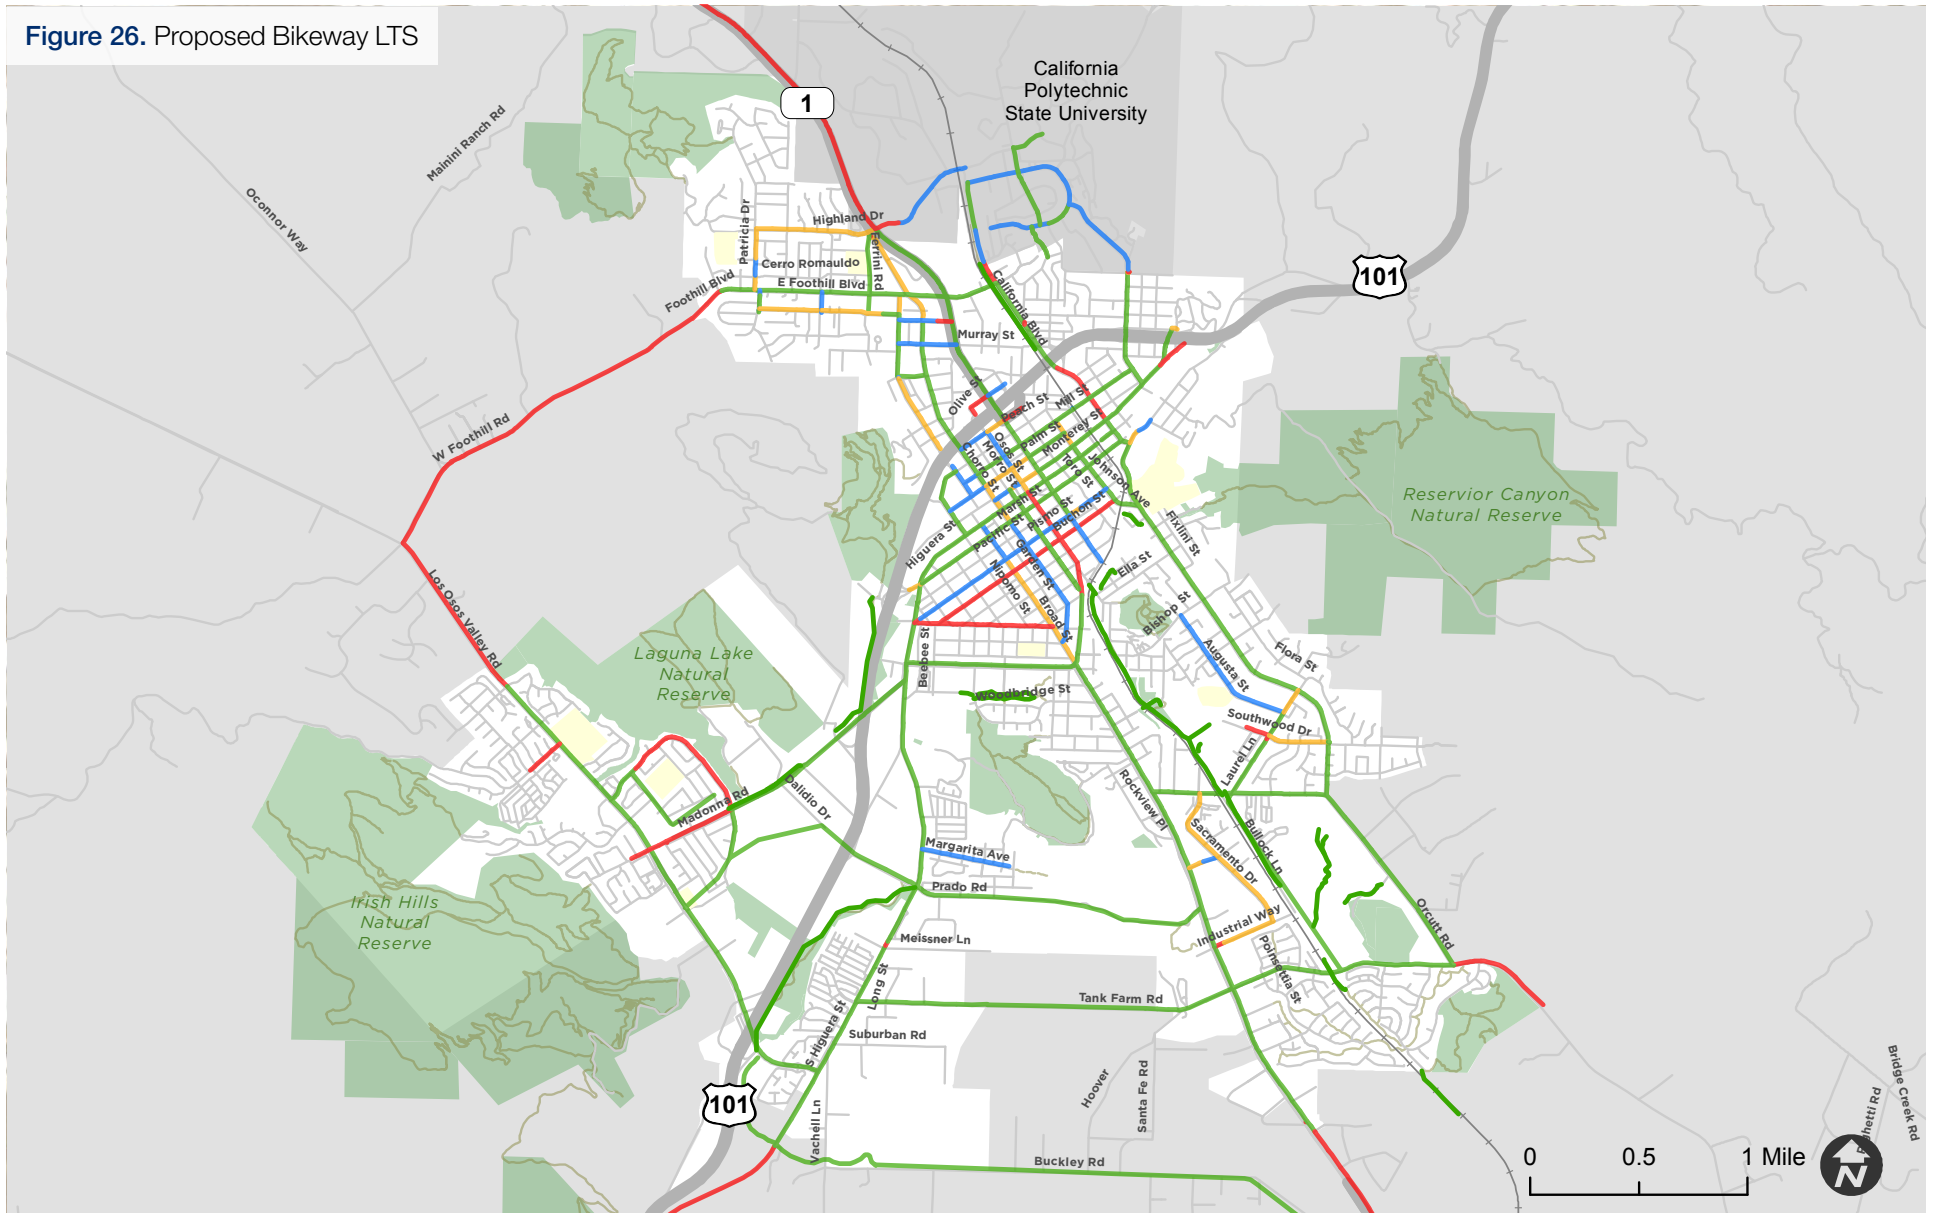 Figure 26. Proposed Bikeway LTS
California
Polytechnic
State University
1
Mainini Ranch Rd
Oconnor Way
Patricia Dr
Highland Dr
Ferrini Rd
Cerro Romauldo
E Foothill Blvd
Foothill Blvd
101
California Blvd
Murray St
Olive St
Peach St
Mill St
W Foothill Rd
Palm St
Monterey St
Osos St
Morro St
Chorro St
Toro St
Johnson Ave
Marsh St
Pismo St
Buchon St
Pacific St
Higuera St
Fixlini St
Reservior Canyon
Natural Reserve
Garden St
Nipomo St
Broad St
Ella St
Bishop St
Los Osos Valley Rd
Beebee St
Laguna Lake
Natural
Reserve
Augusta St
Flora St
Woodbridge St
Southwood Dr
Laurel Ln
Dalidio Dr
Madonna Rd
Rockview Pl
Sacramento Dr
Bullock Ln
Margarita Ave
Prado Rd
Irish Hills
Natural
Reserve
Orcutt Rd
Industrial Way
Meissner Ln
Poinsettia St
Long St
Tank Farm Rd
S Higuera St
Suburban Rd
Hoover
Santa Fe Rd
Bridge Creek Rd
101
Vachell Ln
Buckley Rd
0 0.5 1 Mile
N